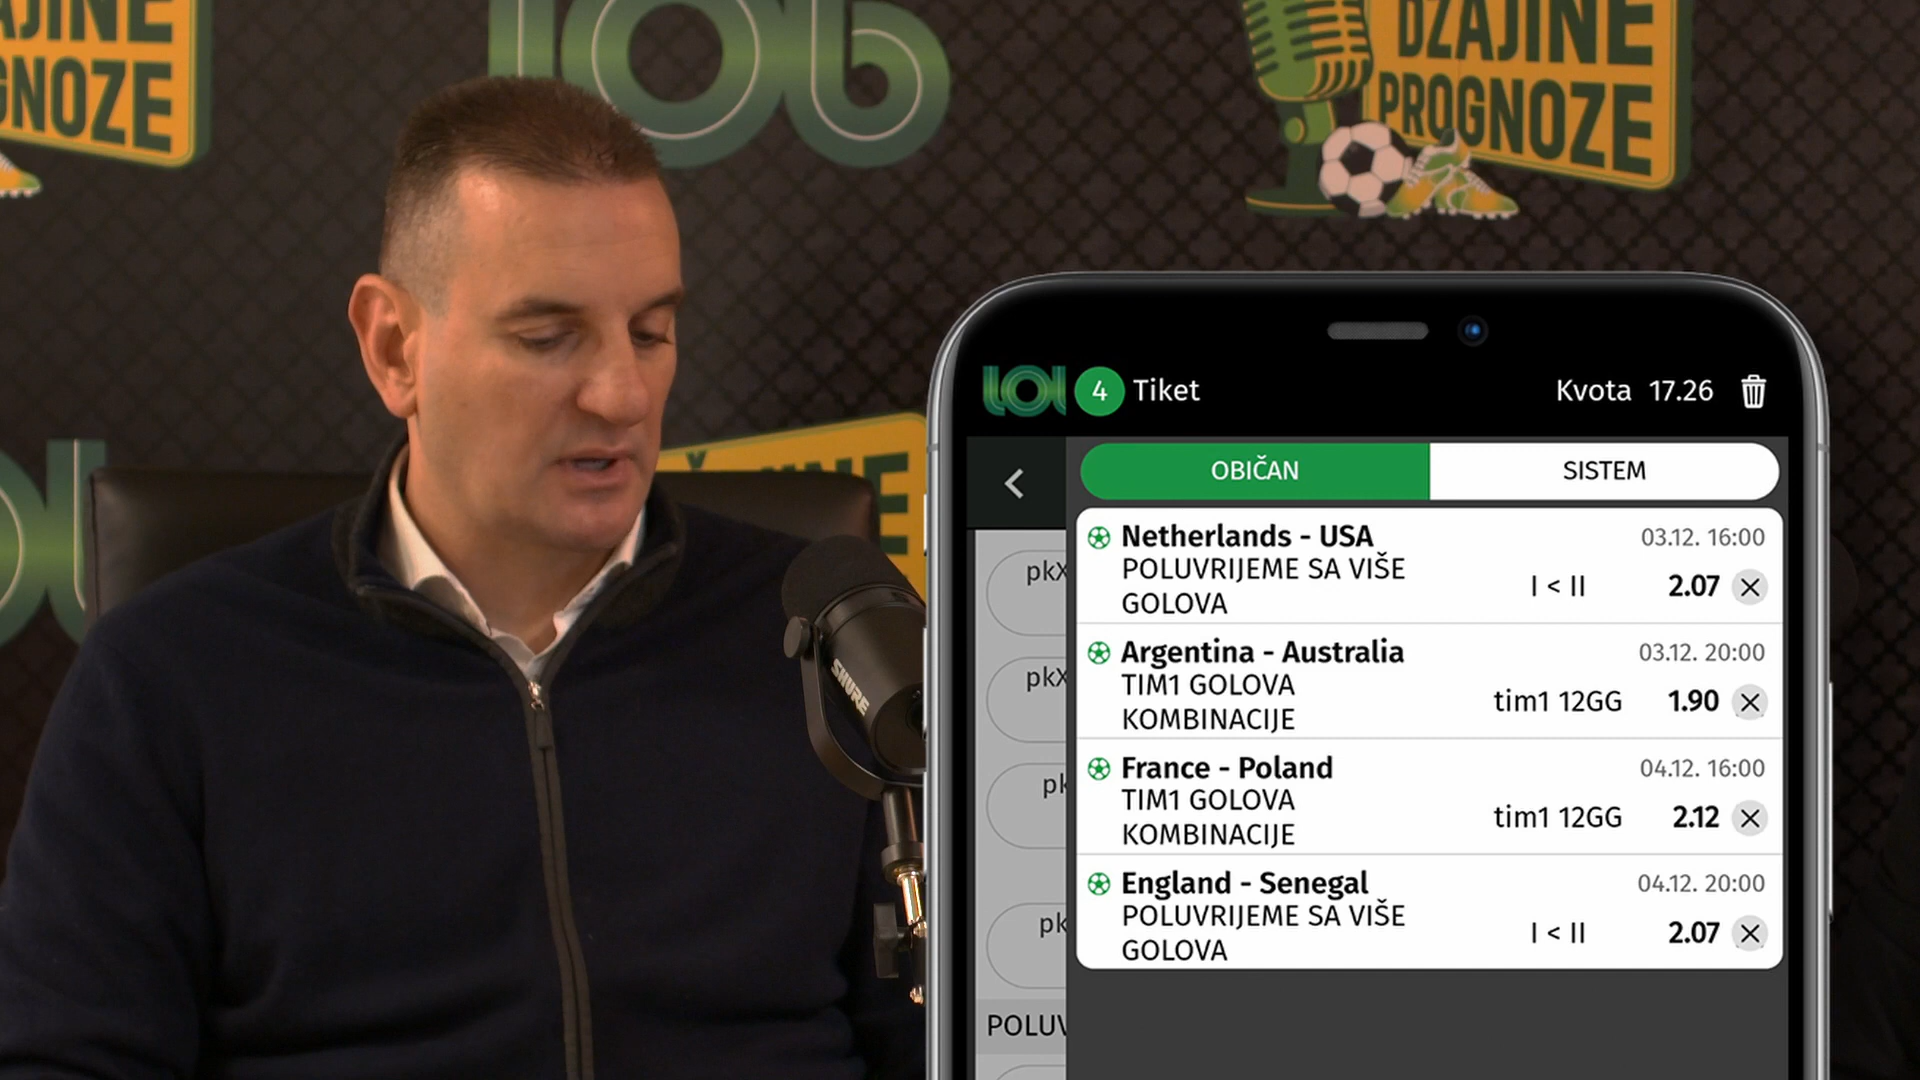 AJINE
GNOZE
lob
DŽAJINE
PROGNOZE
SHURE
4 Tiket Kvota 17.26
OBIČAN SISTEM
Netherlands - USA 03.12. 16:00
POLUVRIJEME SA VIŠE
GOLOVA I < II 2.07
Argentina - Australia 03.12. 20:00
TIM1 GOLOVA
KOMBINACIJE tim1 12GG 1.90
France - Poland 04.12. 16:00
TIM1 GOLOVA
KOMBINACIJE tim1 12GG 2.12
England - Senegal 04.12. 20:00
POLUVRIJEME SA VIŠE
GOLOVA I < II 2.07